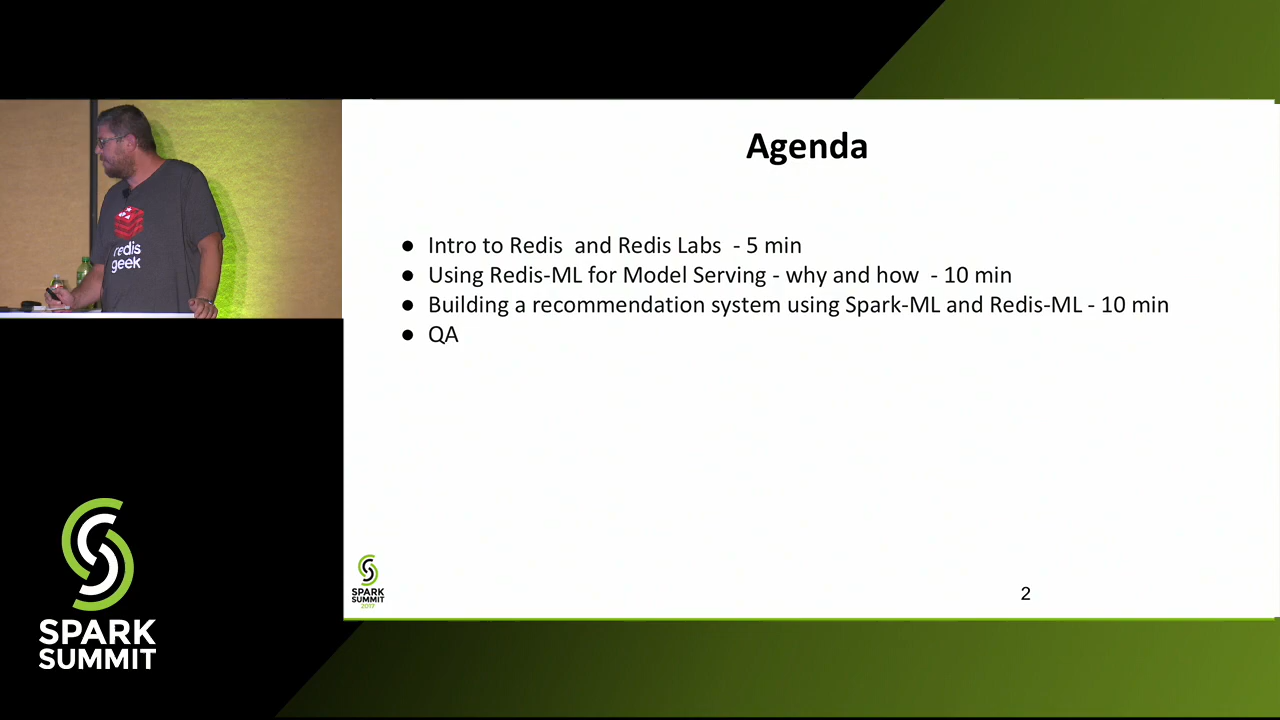 Agenda
● Intro to Redis  and Redis Labs  - 5 min
● Using Redis-ML for Model Serving - why and how  - 10 min
● Building a recommendation system using Spark-ML and Redis-ML - 10 min
● QA
redis
geek
SPARK
SUMMIT
2017
2
SPARK
SUMMIT